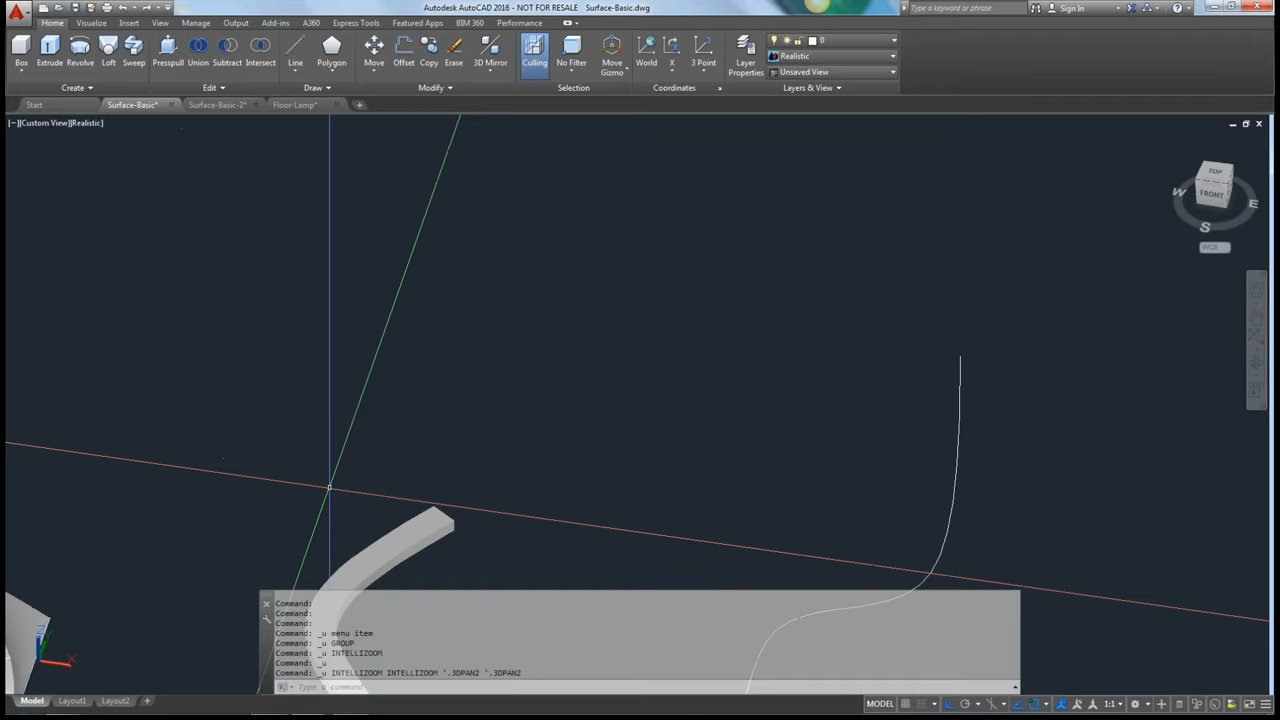 Autodesk AutoCAD 2016 - NOT FOR RESALE Surface-Basic.dwg
Type a keyword or phrase
Sign In
Home Visualize Insert View Manage Output Add-ins A360 Express Tools Featured Apps BIM 360 Performance
Box Extrude Revolve Loft Sweep Presspull Union Subtract Intersect Line Polygon Move Offset Copy Erase 3D Mirror Culling No Filter Move Gizmo World X 3 Point Layer Properties
0
Realistic
Unsaved View
Create Edit Draw Modify Selection Coordinates Layers & View
Start Surface-Basic* Surface-Basic-2* Floor-Lamp*
[−][Custom View][Realistic]
TOP
FRONT
W
E
S
WCS
Command:
Command:
Command:
Command: _u menu item
Command: _u GROUP
Command: _u INTELLIZOOM
Command: _u
Command: _u INTELLIZOOM INTELLIZOOM '.3DPAN2 '.3DPAN2
Type a command
Z
Y
X
Model Layout1 Layout2 +
MODEL
1:1